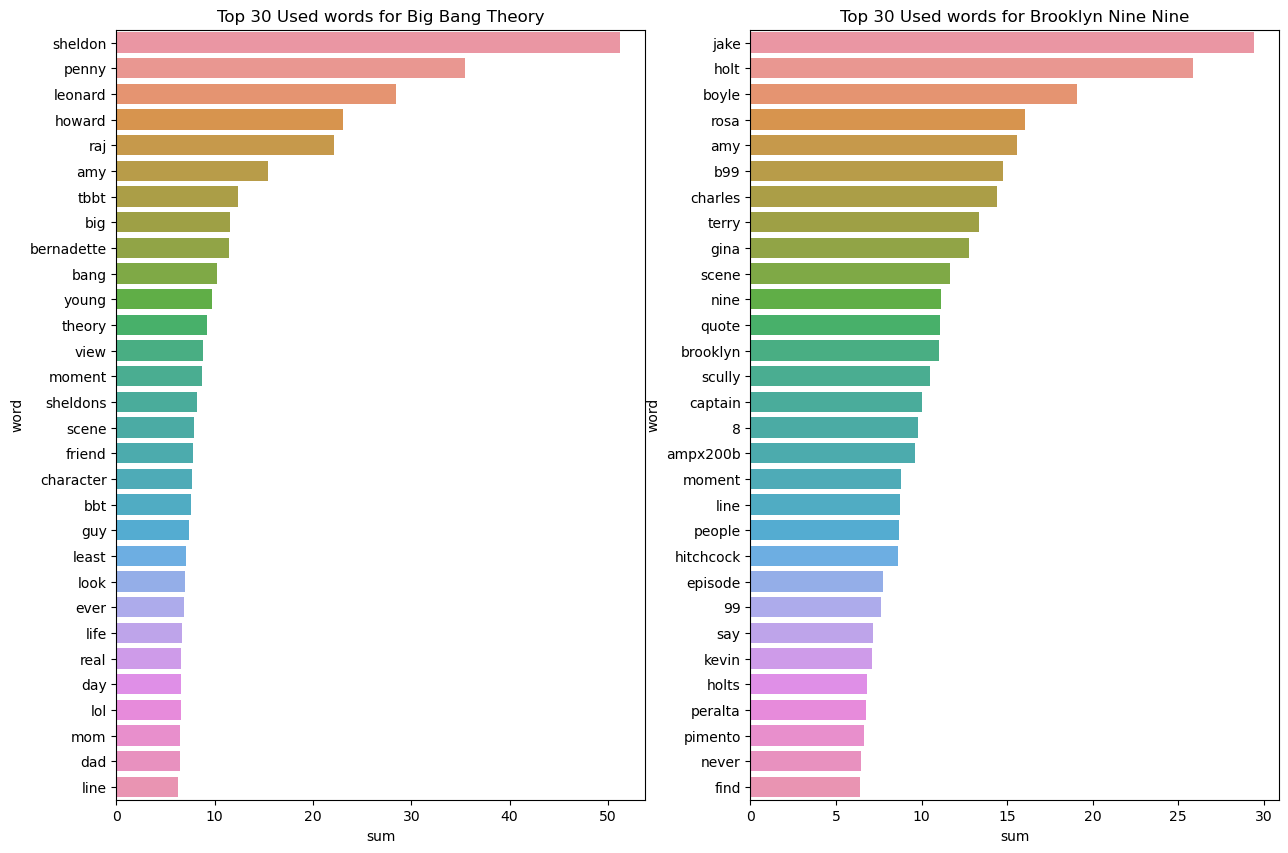 Top 30 Used words for Big Bang Theory
sheldon
penny
leonard
howard
raj
amy
tbbt
big
bernadette
bang
young
theory
view
moment
sheldons
scene
friend
character
bbt
guy
least
look
ever
life
real
day
lol
mom
dad
line
word
0 10 20 30 40 50
sum
Top 30 Used words for Brooklyn Nine Nine
jake
holt
boyle
rosa
amy
b99
charles
terry
gina
scene
nine
quote
brooklyn
scully
captain
8
ampx200b
moment
line
people
hitchcock
episode
99
say
kevin
holts
peralta
pimento
never
find
word
0 5 10 15 20 25 30
sum